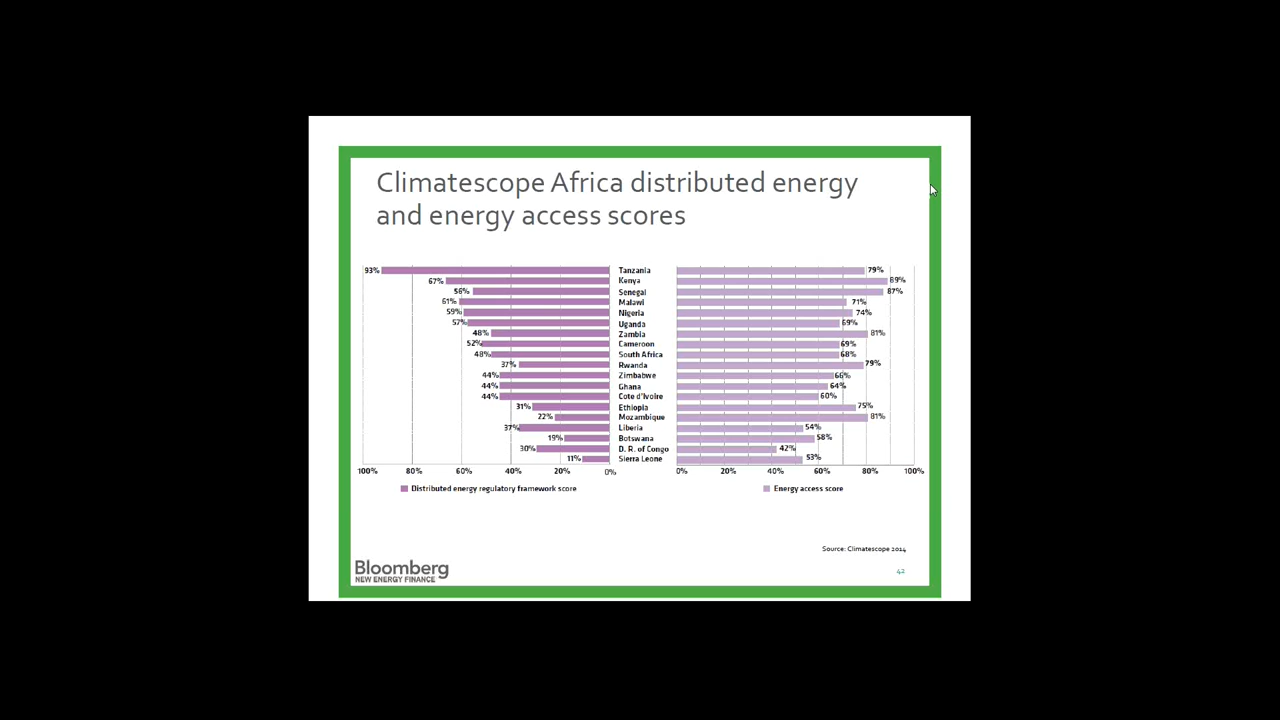 Climatescope Africa distributed energy
and energy access scores
93% Tanzania 79%
67% Kenya 89%
56% Senegal 87%
61% Malawi 71%
59% Nigeria 74%
57% Uganda 69%
48% Zambia 81%
52% Cameroon 69%
48% South Africa 68%
37% Rwanda 79%
44% Zimbabwe 66%
44% Ghana 64%
44% Cote d'Ivoire 60%
31% Ethiopia 75%
22% Mozambique 81%
37% Liberia 54%
19% Botswana 58%
30% D. R. of Congo 42%
11% Sierra Leone 53%
100% 80% 60% 40% 20% 0% 0% 20% 40% 60% 80% 100%
Distributed energy regulatory framework score Energy access score
Source: Climatescope 2014
Bloomberg
NEW ENERGY FINANCE
42